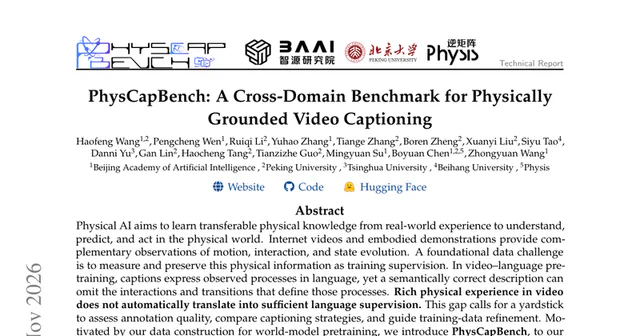 PHYSCAP
BENCH
BAAI
智源研究院
北京大学
PEKING UNIVERSITY
逆矩阵
Physis
Technical Report
PhysCapBench: A Cross-Domain Benchmark for Physically
Grounded Video Captioning
Haofeng Wang1,2, Pengcheng Wen1, Ruiqi Li2, Yuhao Zhang1, Tiange Zhang2, Boren Zheng2, Xuanyi Liu2, Siyu Tao4,
Danni Yu3, Gan Lin2, Haocheng Tang2, Tianzizhe Guo2, Mingyuan Su1, Boyuan Chen1,2,5, Zhongyuan Wang1
1Beijing Academy of Artificial Intelligence , 2Peking University , 3Tsinghua University , 4Beihang University , 5Physis
Website Code Hugging Face
Abstract
Physical AI aims to learn transferable physical knowledge from real-world experience to understand,
predict, and act in the physical world. Internet videos and embodied demonstrations provide com-
plementary observations of motion, interaction, and state evolution. A foundational data challenge
is to measure and preserve this physical information as training supervision. In video–language pre-
training, captions express observed processes in language, yet a semantically correct description can
omit the interactions and transitions that define those processes. Rich physical experience in video
does not automatically translate into sufficient language supervision. This gap calls for a yardstick
to assess annotation quality, compare captioning strategies, and guide training-data refinement. Mo-
tivated by our data construction for world-model pretraining, we introduce PhysCapBench, to our
Nov 2026